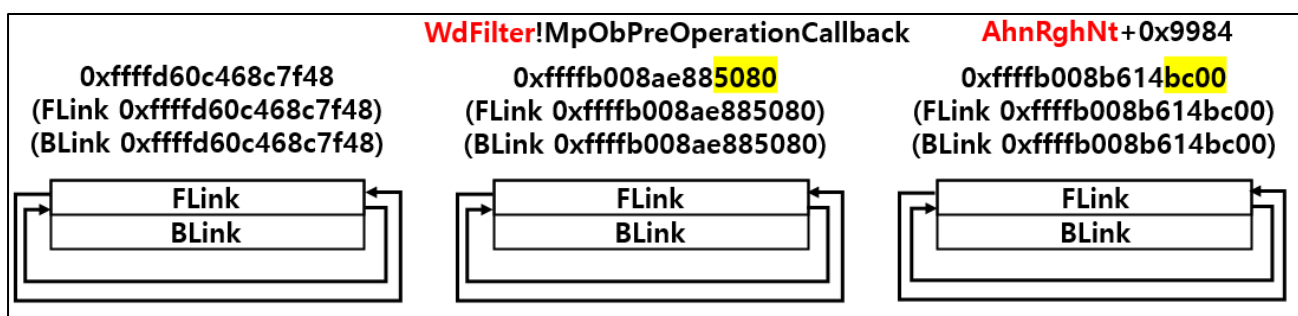 WdFilter!MpObPreOperationCallback
AhnRghNt+0x9984
0xffffd60c468c7f48
(FLink 0xffffd60c468c7f48)
(BLink 0xffffd60c468c7f48)
FLink
BLink
0xffffb008ae885080
(FLink 0xffffb008ae885080)
(BLink 0xffffb008ae885080)
FLink
BLink
0xffffb008b614bc00
(FLink 0xffffb008b614bc00)
(BLink 0xffffb008b614bc00)
FLink
BLink